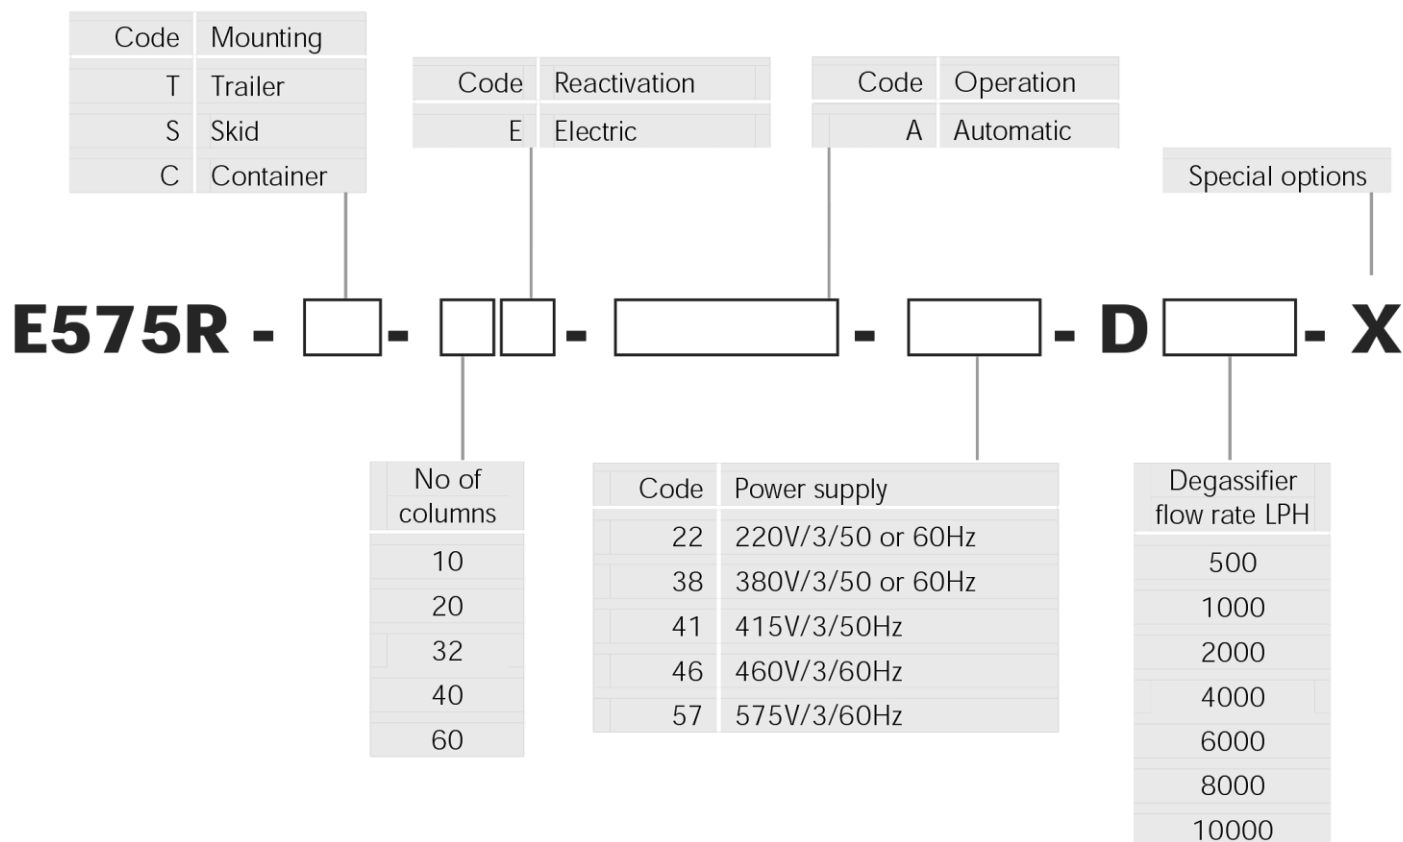 Code Mounting
T Trailer
S Skid
C Container
Code Reactivation
E Electric
Code Operation
A Automatic
Special options
E575R - - - - - D - X
No of
columns
10
20
32
40
60
Code Power supply
22 220V/3/50 or 60Hz
38 380V/3/50 or 60Hz
41 415V/3/50Hz
46 460V/3/60Hz
57 575V/3/60Hz
Degassifier
flow rate LPH
500
1000
2000
4000
6000
8000
10000